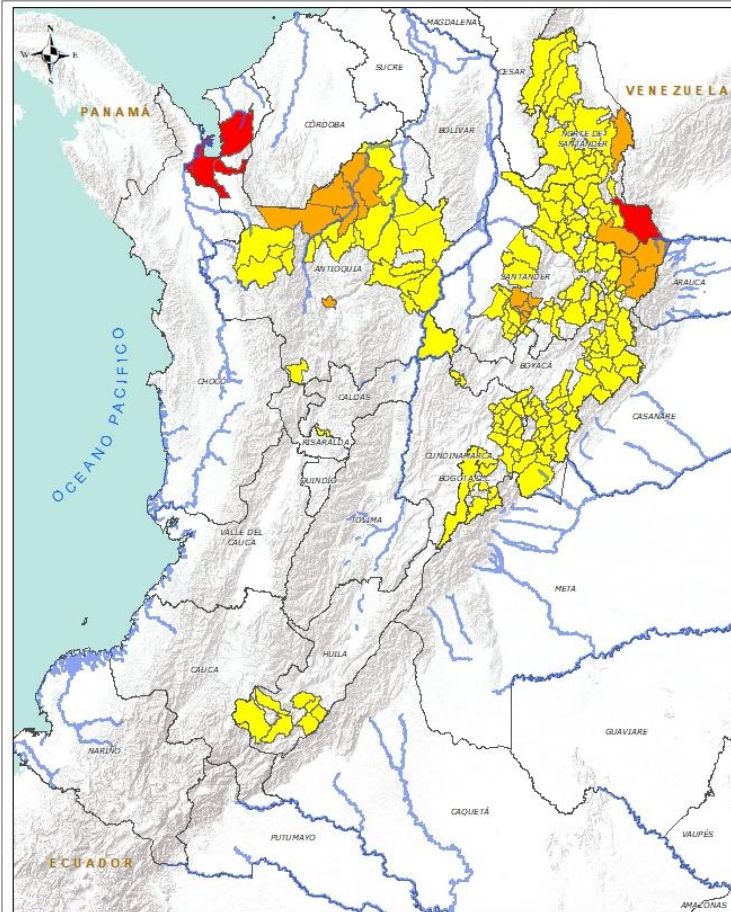 MAGDALENA
N
W
E
S
SUCRE
CESAR
PANAMÁ
VENEZUELA
CÓRDOBA
BOLÍVAR
NORTE DE
SANTANDER
ANTIOQUIA
SANTANDER
ARAUCA
OCEANO PACIFICO
CHOCÓ
BOYACÁ
CALDAS
CASANARE
RISARALDA
CUNDINAMARCA
QUINDÍO
BOGOTÁ D.C.
TOLIMA
VALLE DEL
CAUCA
META
HUILA
CAUCA
GUAVIARE
NARIÑO
CAQUETÁ
PUTUMAYO
VAUPÉS
ECUADOR
AMAZONAS